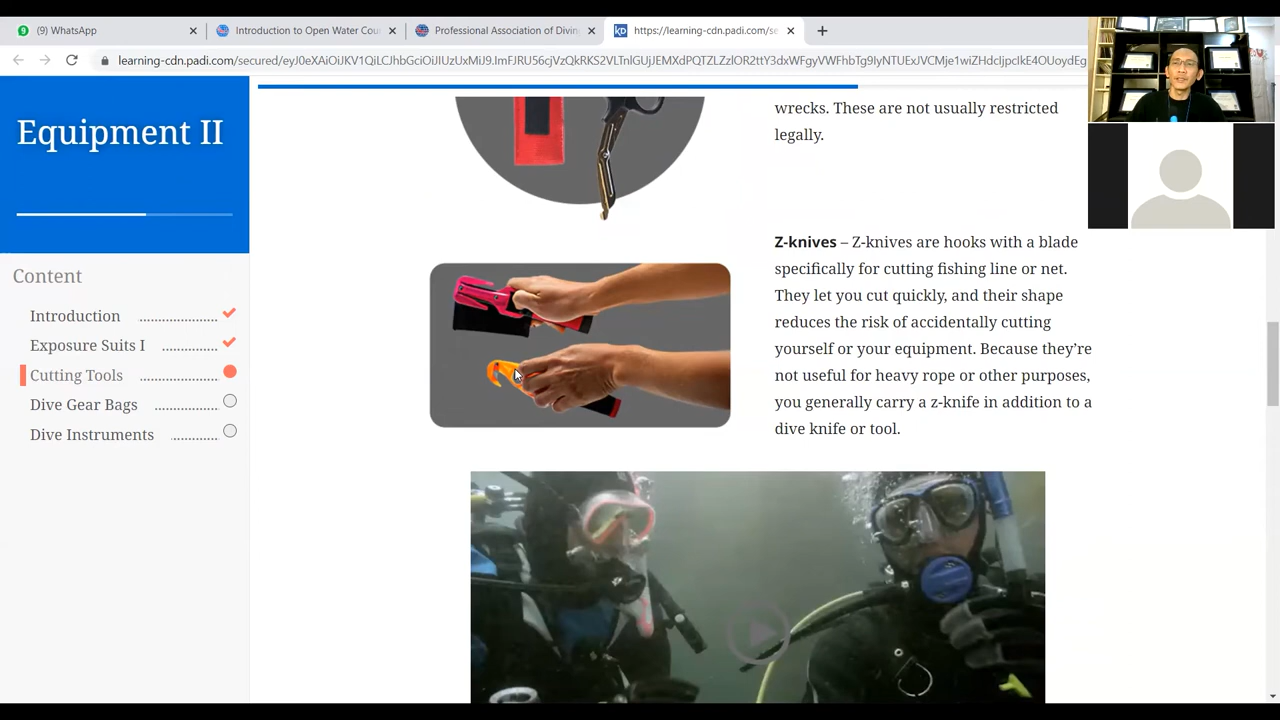 (9) WhatsApp
Introduction to Open Water Cou
Professional Association of Divin
https://learning-cdn.padi.com/se
learning-cdn.padi.com/secured/
Equipment II
Content
Introduction
Exposure Suits I
Cutting Tools
Dive Gear Bags
Dive Instruments
wrecks. These are not usually restricted
legally.
Z-knives – Z-knives are hooks with a blade
specifically for cutting fishing line or net.
They let you cut quickly, and their shape
reduces the risk of accidentally cutting
yourself or your equipment. Because they’re
not useful for heavy rope or other purposes,
you generally carry a z-knife in addition to a
dive knife or tool.